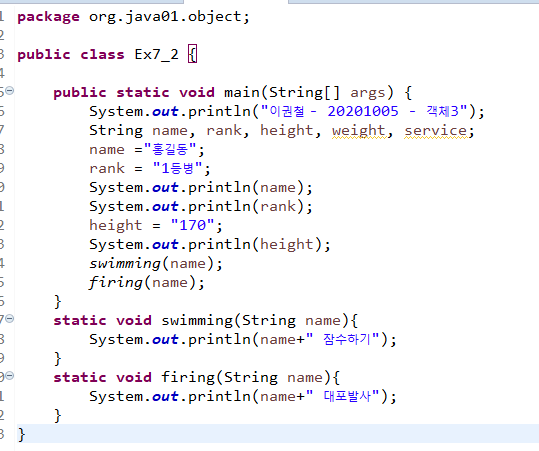 1 package org.java01.object;
2
3 public class Ex7_2 {
4
5 public static void main(String[] args) {
6 System.out.println("이권철 - 20201005 - 객체3");
7 String name, rank, height, weight, service;
8 name ="홍길동";
9 rank = "1등병";
0 System.out.println(name);
1 System.out.println(rank);
2 height = "170";
3 System.out.println(height);
4 swimming(name);
5 firing(name);
6 }
7 static void swimming(String name){
8 System.out.println(name+" 잠수하기");
9 }
0 static void firing(String name){
1 System.out.println(name+" 대포발사");
2 }
3 }